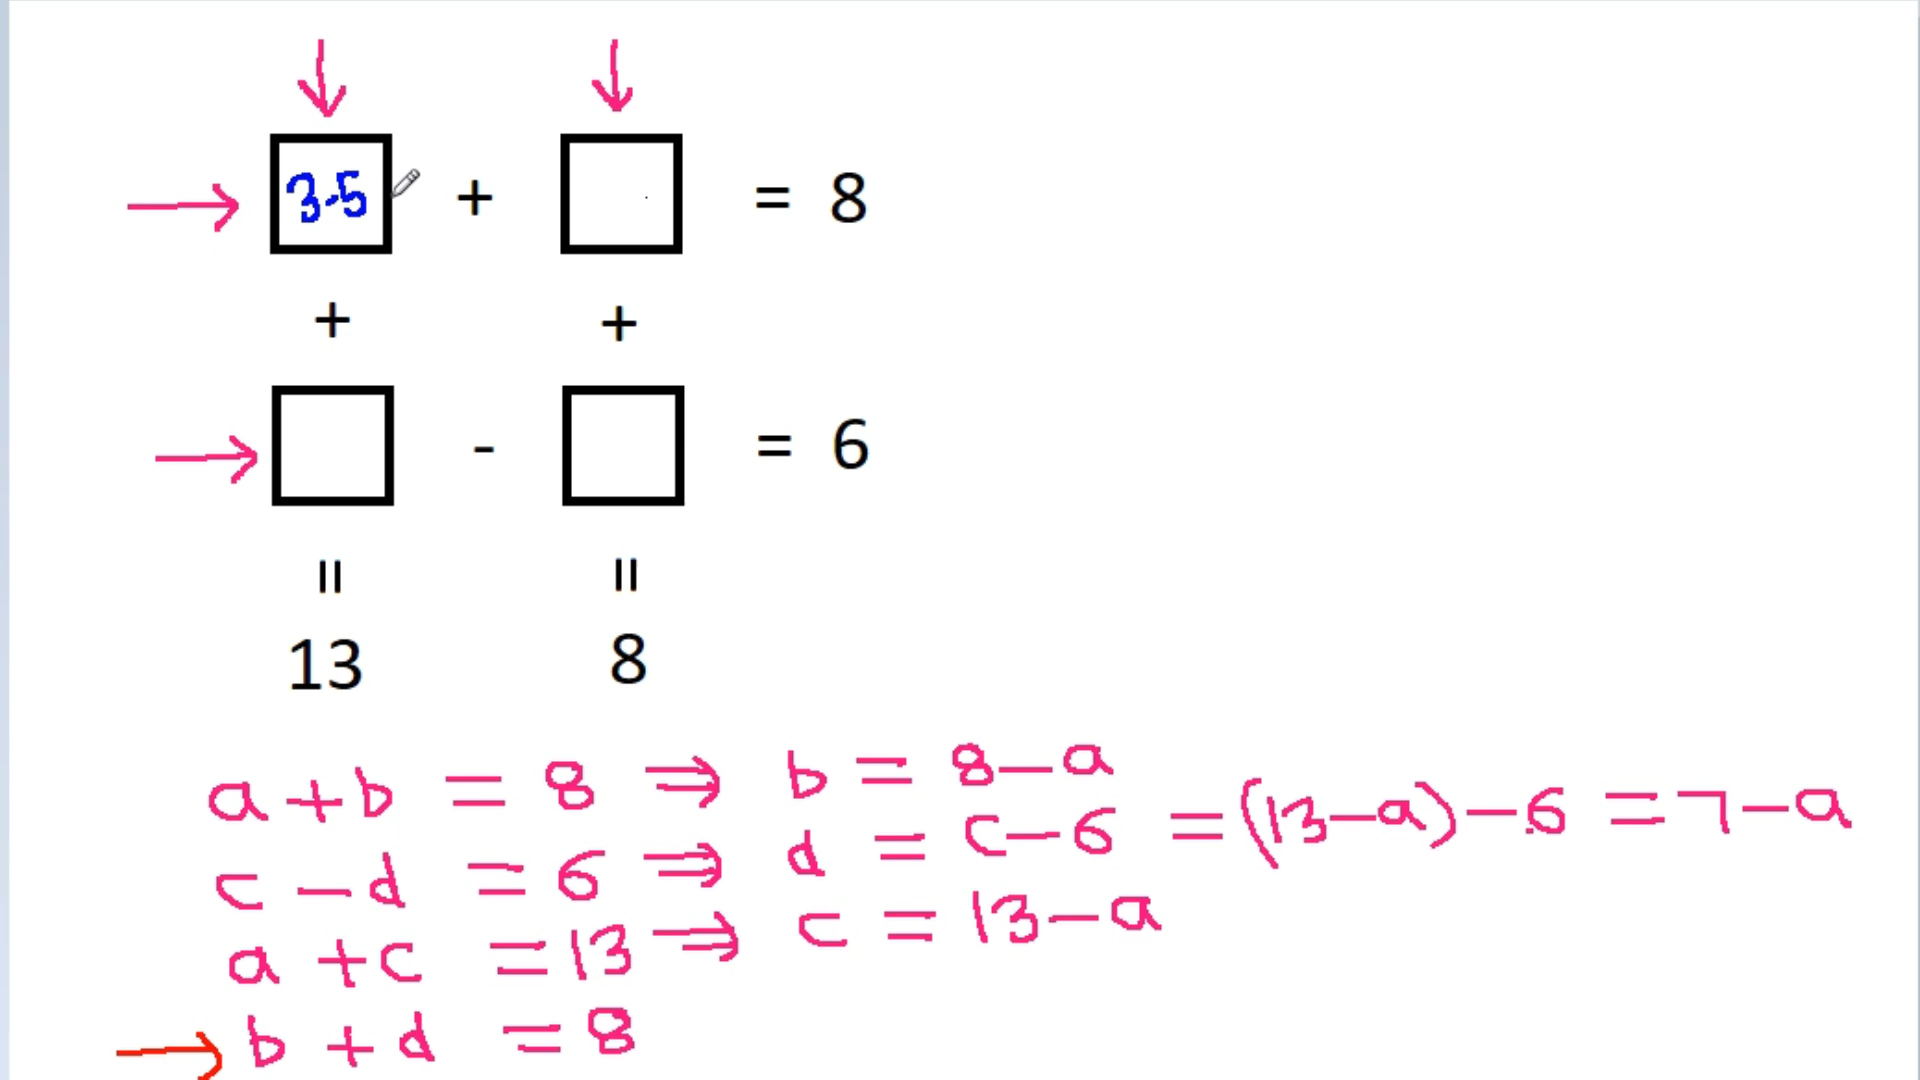 3.5 + = 8
+ +
- = 6
= =
13 8
a + b = 8 ⇒ b = 8 - a
c - d = 6 ⇒ d = c - 6 = (13 - a) - 6 = 7 - a
a + c = 13 ⇒ c = 13 - a
→ b + d = 8